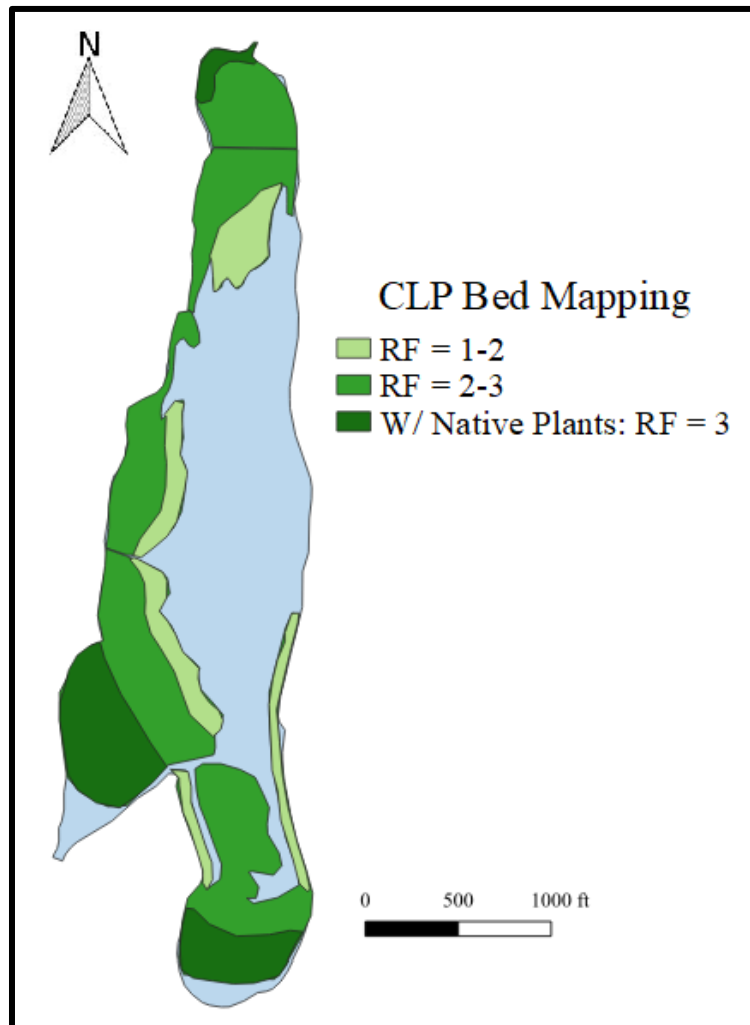 N
CLP Bed Mapping
RF = 1-2
RF = 2-3
W/ Native Plants: RF = 3
0 500 1000 ft